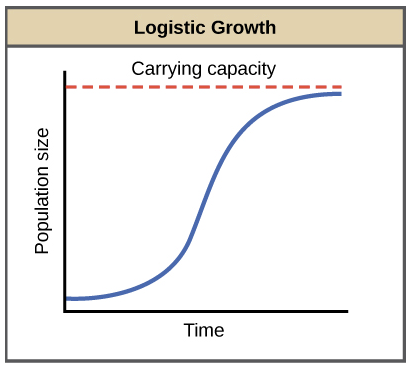 Logistic Growth
Carrying capacity
Population size
Time